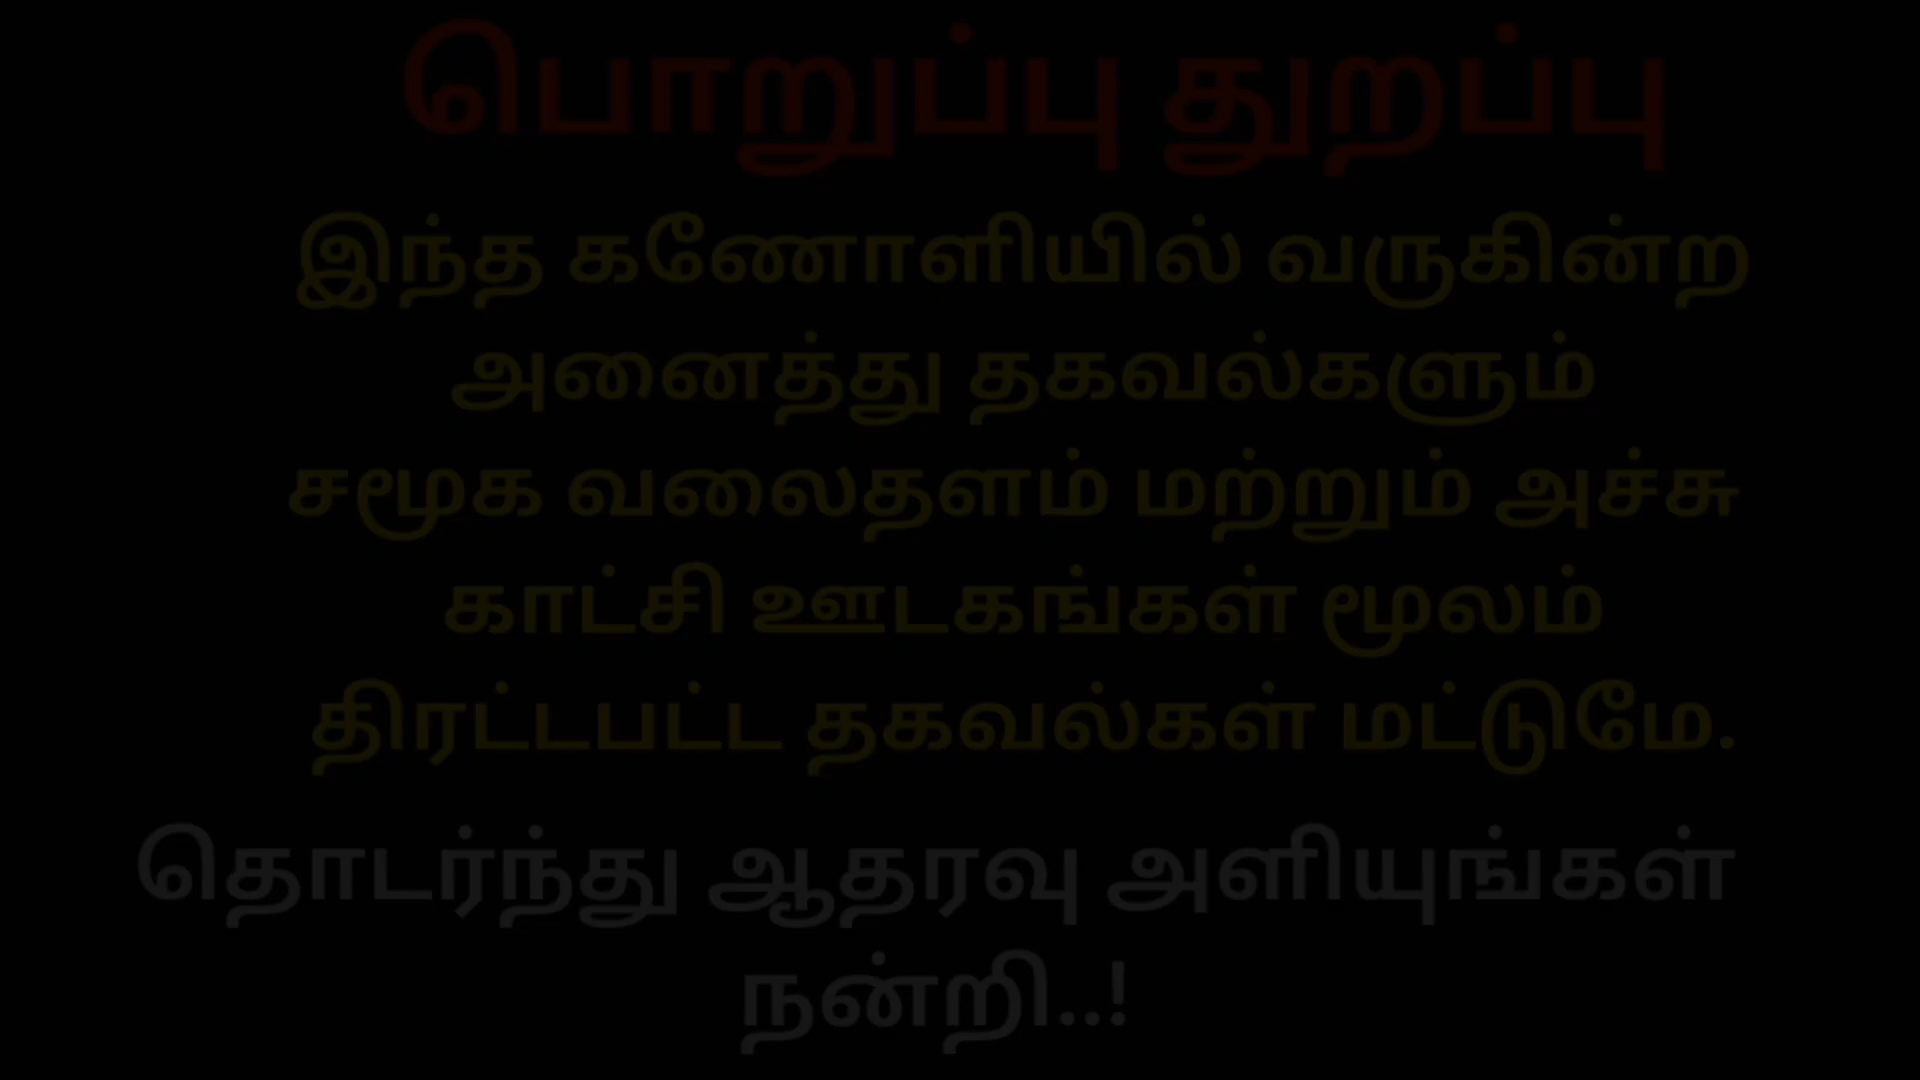 பொறுப்பு துறப்பு
இந்த கணோளியில் வருகின்ற
அனைத்து தகவல்களும்
சமூக வலைதளம் மற்றும் அச்சு
காட்சி ஊடகங்கள் மூலம்
திரட்டபட்ட தகவல்கள் மட்டுமே.
தொடர்ந்து ஆதரவு அளியுங்கள்
நன்றி..!